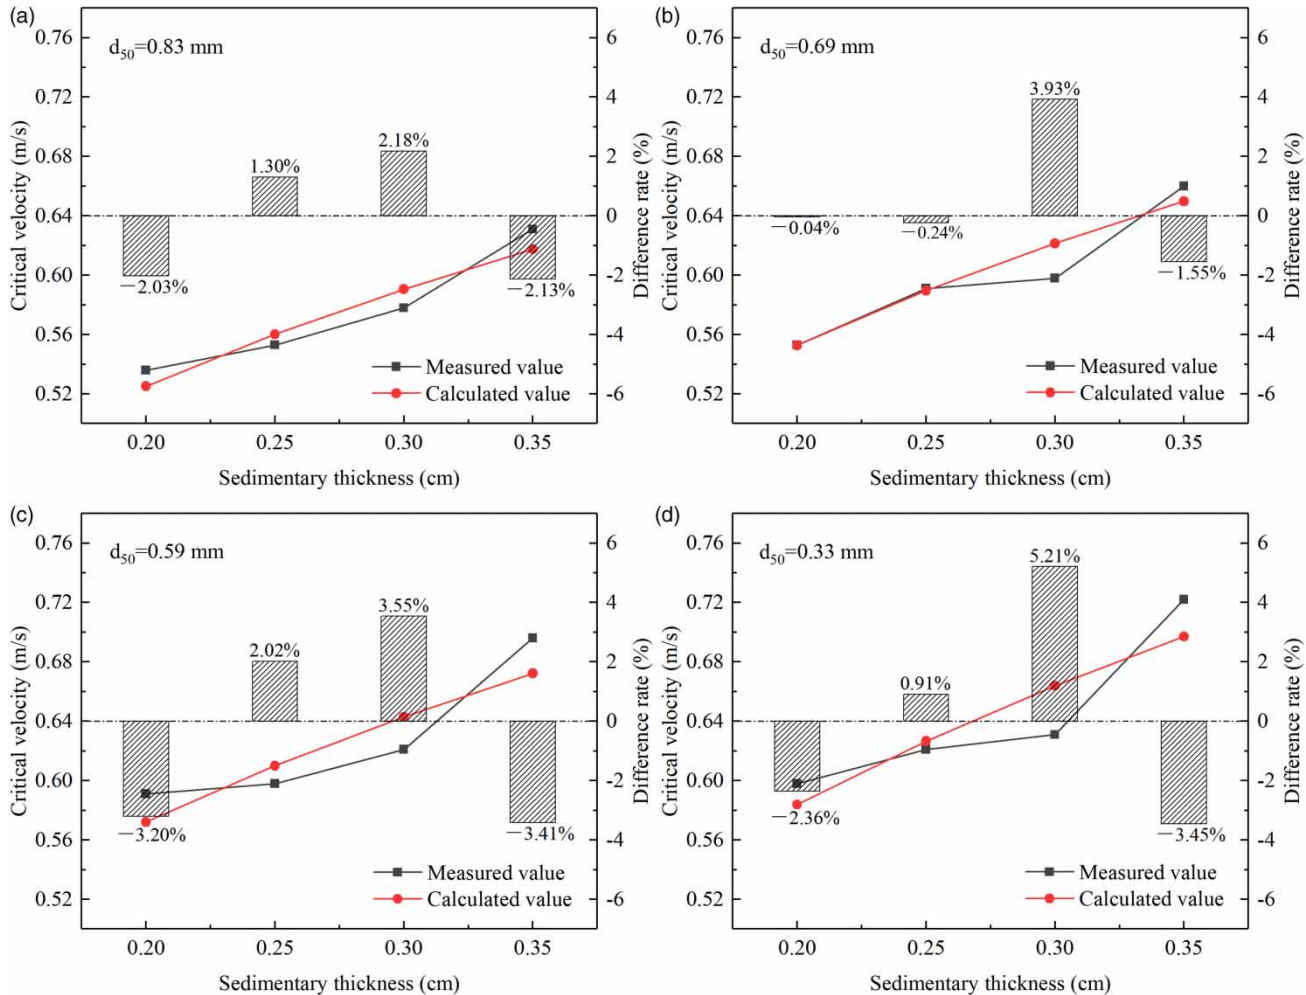 (a)
d50=0.83 mm
Critical velocity (m/s)
0.76
0.72
0.68
0.64
0.60
0.56
0.52
Difference rate (%)
6
4
2
0
-2
-4
-6
−2.03%
1.30%
2.18%
−2.13%
Measured value
Calculated value
0.20 0.25 0.30 0.35
Sedimentary thickness (cm)
(b)
d50=0.69 mm
Critical velocity (m/s)
0.76
0.72
0.68
0.64
0.60
0.56
0.52
Difference rate (%)
6
4
2
0
-2
-4
-6
−0.04%
−0.24%
3.93%
−1.55%
Measured value
Calculated value
0.20 0.25 0.30 0.35
Sedimentary thickness (cm)
(c)
d50=0.59 mm
Critical velocity (m/s)
0.76
0.72
0.68
0.64
0.60
0.56
0.52
Difference rate (%)
6
4
2
0
-2
-4
-6
−3.20%
2.02%
3.55%
−3.41%
Measured value
Calculated value
0.20 0.25 0.30 0.35
Sedimentary thickness (cm)
(d)
d50=0.33 mm
Critical velocity (m/s)
0.76
0.72
0.68
0.64
0.60
0.56
0.52
Difference rate (%)
6
4
2
0
-2
-4
-6
−2.36%
0.91%
5.21%
−3.45%
Measured value
Calculated value
0.20 0.25 0.30 0.35
Sedimentary thickness (cm)